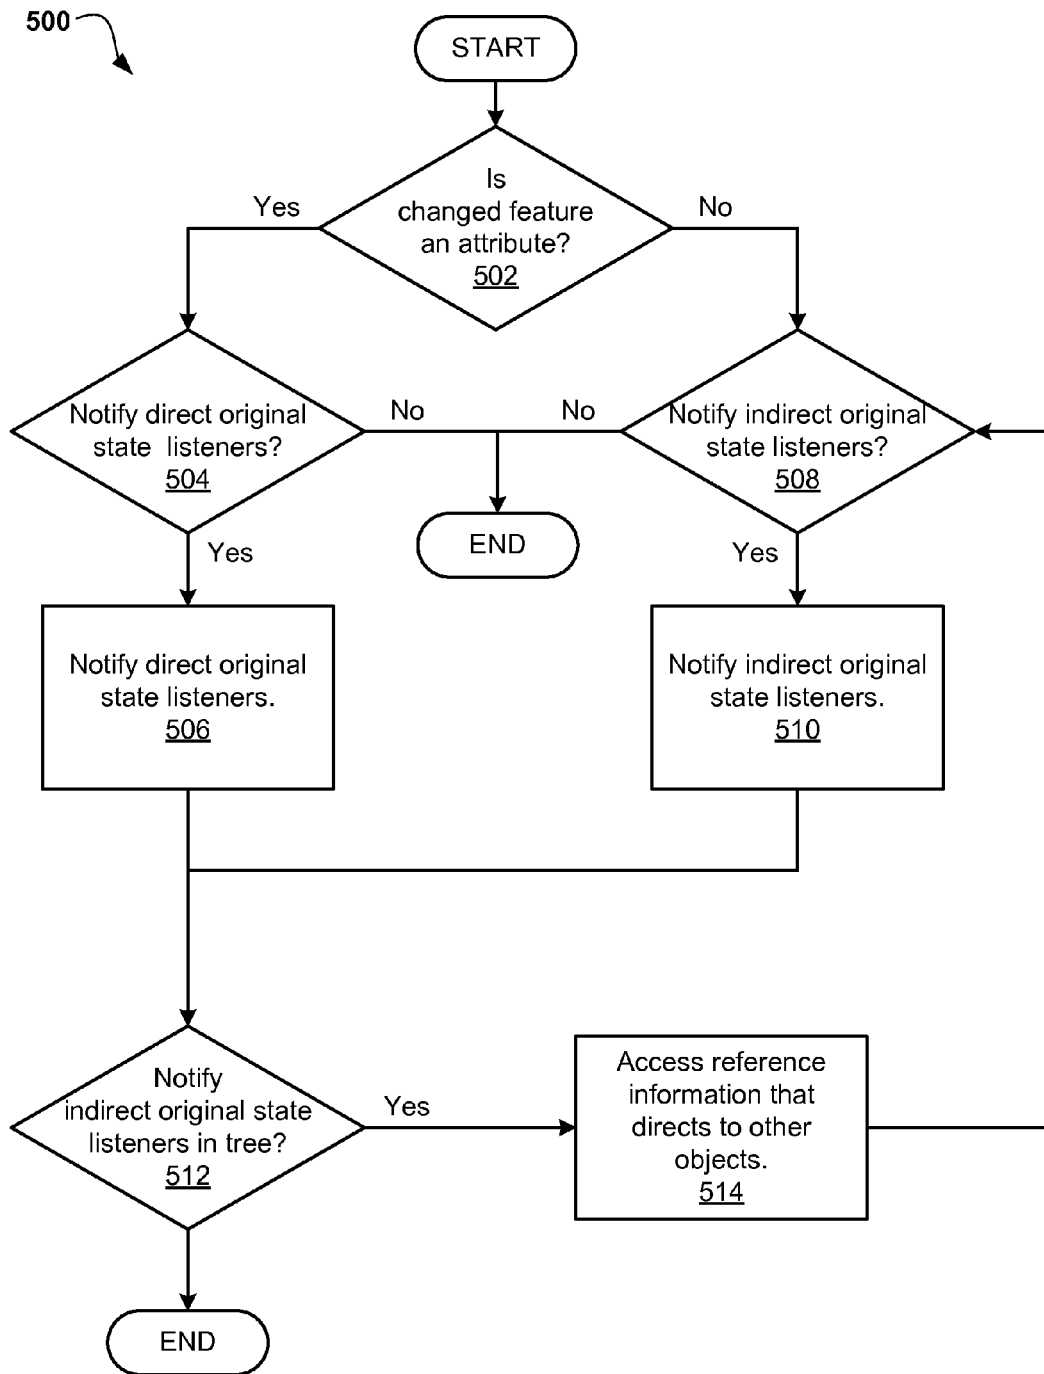 500
START
Is
changed feature
an attribute?
502
Yes
No
Notify direct original
state listeners?
504
No
No
Notify indirect original
state listeners?
508
END
Yes
Yes
Notify direct original
state listeners.
506
Notify indirect original
state listeners.
510
Notify
indirect original state
listeners in tree?
512
Yes
Access reference
information that
directs to other
objects.
514
END